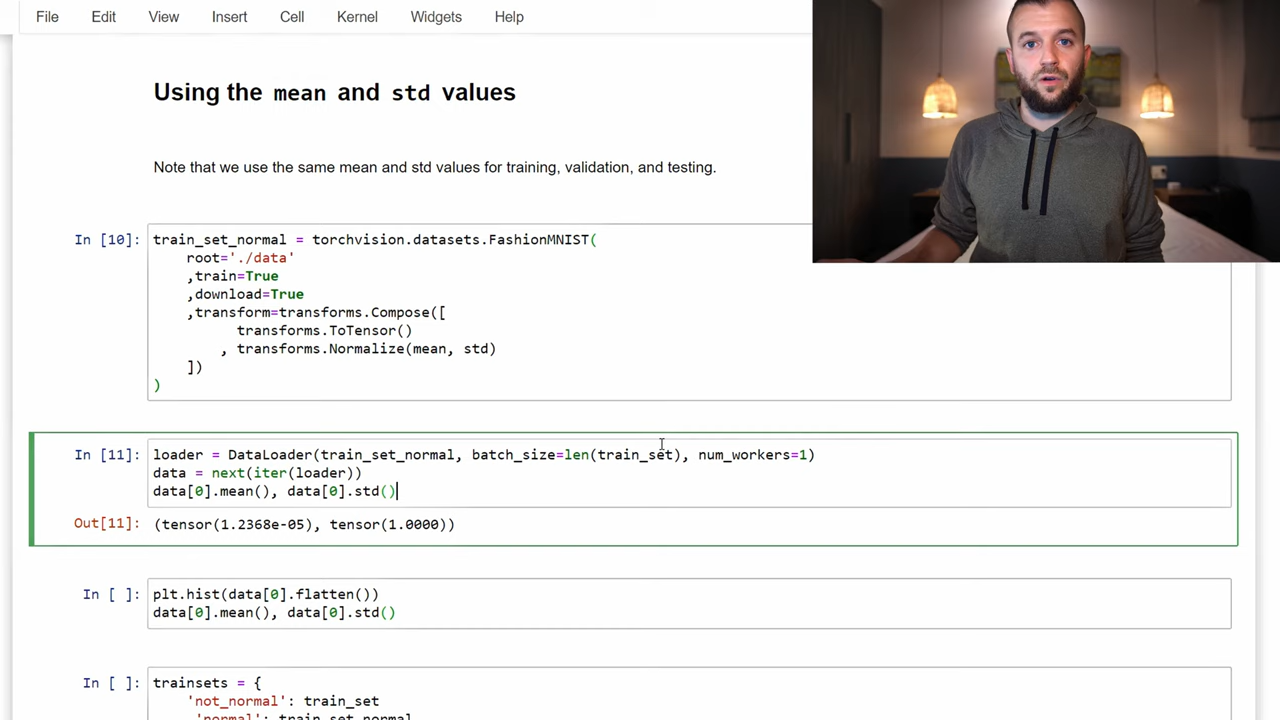 File Edit View Insert Cell Kernel Widgets Help
Using the mean and std values
Note that we use the same mean and std values for training, validation, and testing.
In [10]: train_set_normal = torchvision.datasets.FashionMNIST(
root='./data'
,train=True
,download=True
,transform=transforms.Compose([
transforms.ToTensor()
, transforms.Normalize(mean, std)
])
)
In [11]: loader = DataLoader(train_set_normal, batch_size=len(train_set), num_workers=1)
data = next(iter(loader))
data[0].mean(), data[0].std()
Out[11]: (tensor(1.2368e-05), tensor(1.0000))
In [ ]: plt.hist(data[0].flatten())
data[0].mean(), data[0].std()
In [ ]: trainsets = {
'not_normal': train_set
,'normal': train_set_normal